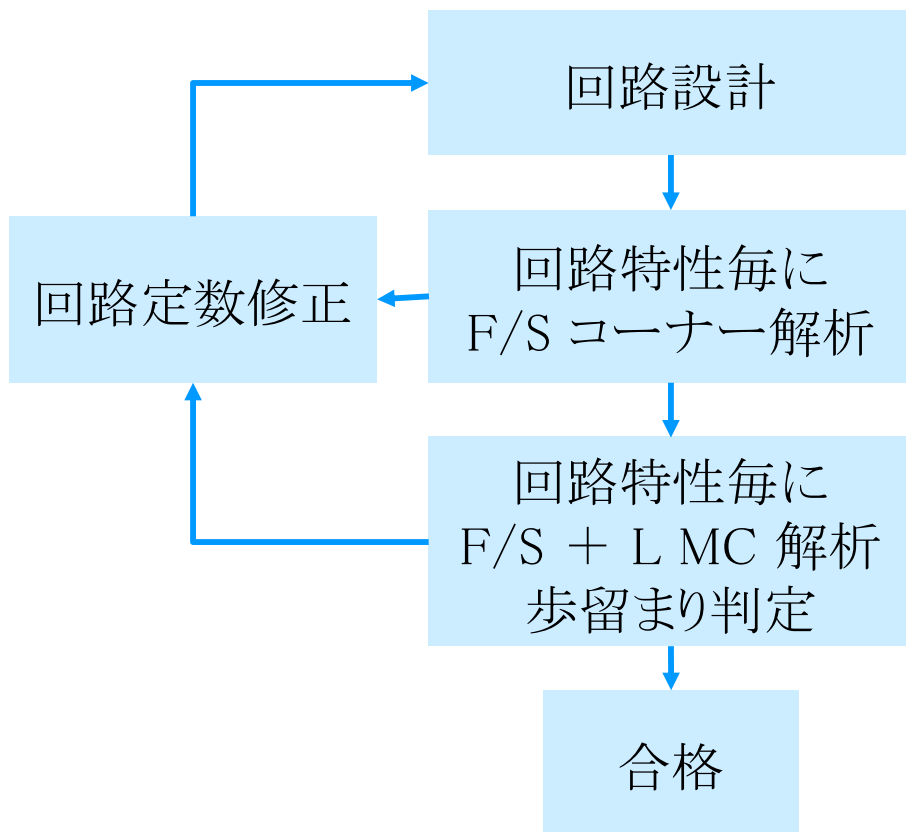 回路設計
回路定数修正
回路特性毎に
F/S コーナー解析
回路特性毎に
F/S + L MC 解析
歩留まり判定
合格